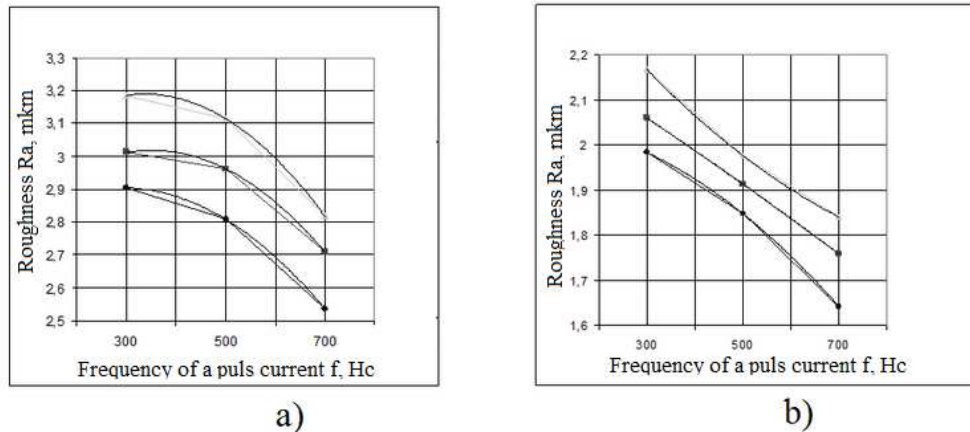 Roughness Ra, mkm
3,3
3,2
3,1
3
2,9
2,8
2,7
2,6
2,5
300 500 700
Frequency of a puls current f, Hc
a)
Roughness Ra, mkm
2,2
2,1
2
1,9
1,8
1,7
1,6
300 500 700
Frequency of a puls current f, Hc
b)